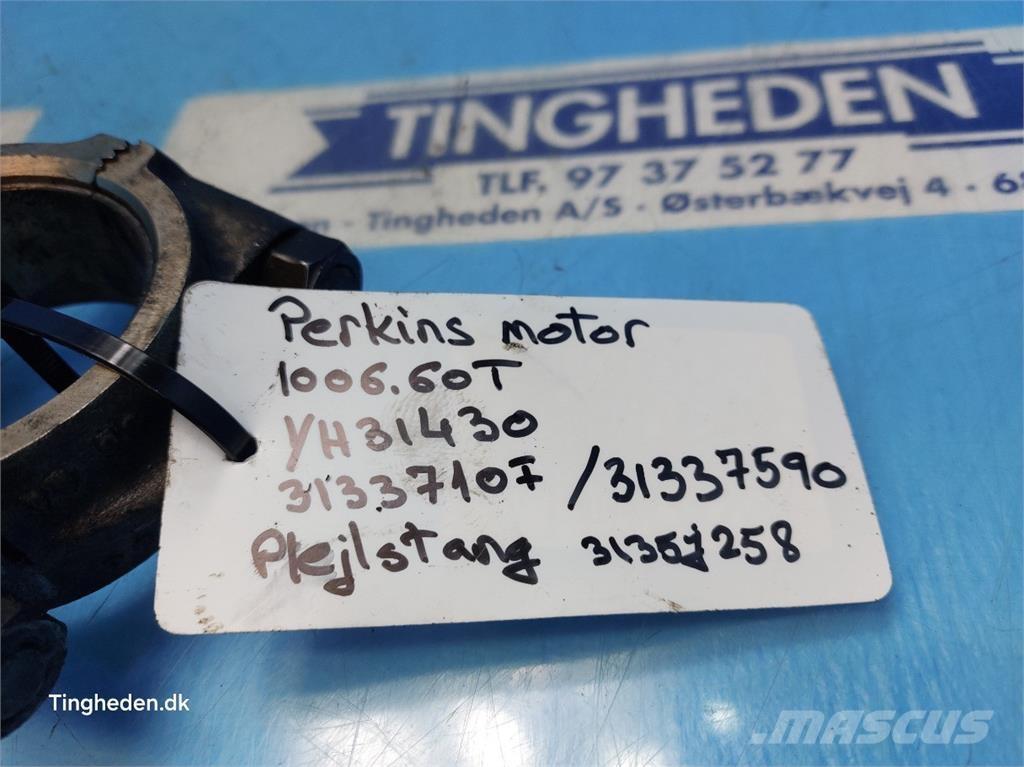 TINGHEDEN
TLF. 97 37 52 77
- Tingheden A/S - Østerbækvej 4 -
Perkins motor
1006.60T
YH31430
/31337590
Plejlstang
Tingheden.dk
MASCUS